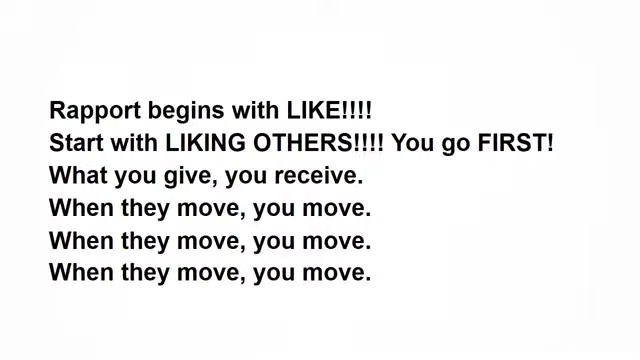 Rapport begins with LIKE!!!!
Start with LIKING OTHERS!!!! You go FIRST!
What you give, you receive.
When they move, you move.
When they move, you move.
When they move, you move.